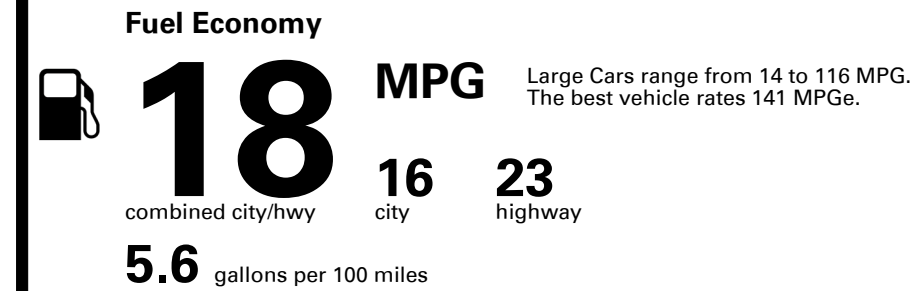 Fuel Economy
18 MPG
Large Cars range from 14 to 116 MPG.
The best vehicle rates 141 MPGe.
combined city/hwy
16 city
23 highway
5.6 gallons per 100 miles